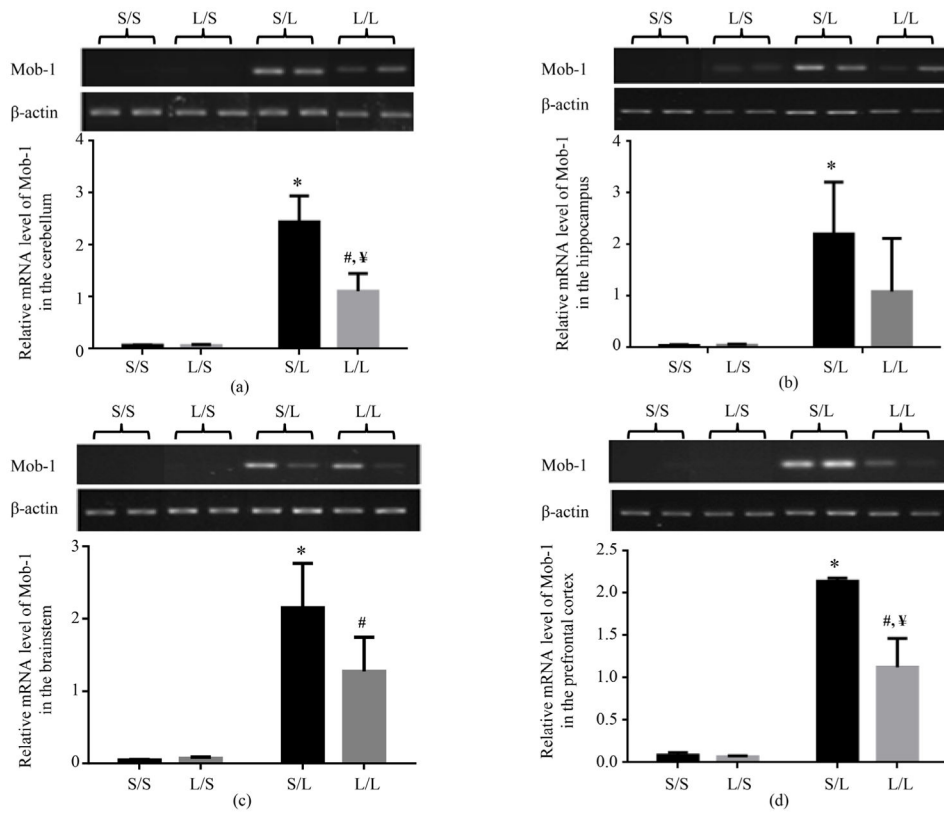 S/S L/S S/L L/L
Mob-1
β-actin
Relative mRNA level of Mob-1
in the cerebellum
4
3
2
1
0
*
#, ¥
S/S L/S S/L L/L
(a)
S/S L/S S/L L/L
Mob-1
β-actin
Relative mRNA level of Mob-1
in the hippocampus
4
3
2
1
0
*
S/S L/S S/L L/L
(b)
S/S L/S S/L L/L
Mob-1
β-actin
Relative mRNA level of Mob-1
in the brainstem
3
2
1
0
*
#
S/S L/S S/L L/L
(c)
S/S L/S S/L L/L
Mob-1
β-actin
Relative mRNA level of Mob-1
in the prefrontal cortex
2.5
2.0
1.5
1.0
0.5
0.0
*
#, ¥
S/S L/S S/L L/L
(d)